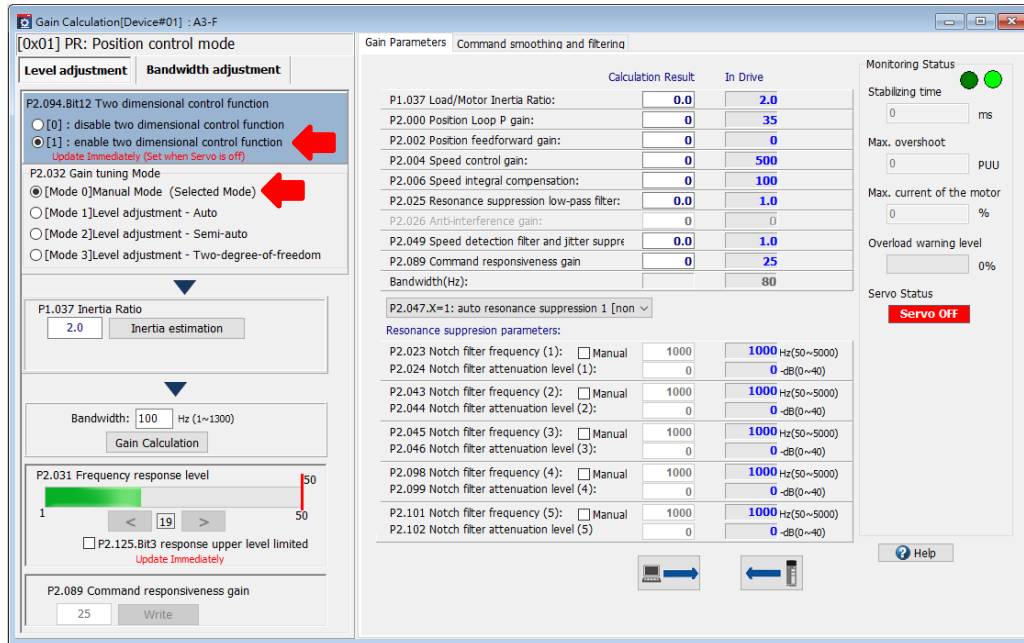 Gain Calculation[Device#01] : A3-F
[0x01] PR: Position control mode
Level adjustment Bandwidth adjustment
P2.094.Bit12 Two dimensional control function
[0] : disable two dimensional control function
[1] : enable two dimensional control function
Update Immediately (Set when Servo is off)
P2.032 Gain tuning Mode
[Mode 0]Manual Mode (Selected Mode)
[Mode 1]Level adjustment - Auto
[Mode 2]Level adjustment - Semi-auto
[Mode 3]Level adjustment - Two-degree-of-freedom
P1.037 Inertia Ratio
2.0 Inertia estimation
Bandwidth: 100 Hz (1~1300)
Gain Calculation
P2.031 Frequency response level 50
1 50
< 19 >
P2.125.Bit3 response upper level limited
Update Immediately
P2.089 Command responsiveness gain
25 Write
Gain Parameters Command smoothing and filtering
Calculation Result In Drive
P1.037 Load/Motor Inertia Ratio: 0.0 2.0
P2.000 Position Loop P gain: 0 35
P2.002 Position feedforward gain: 0 0
P2.004 Speed control gain: 0 500
P2.006 Speed integral compensation: 0 100
P2.025 Resonance suppression low-pass filter: 0.0 1.0
P2.026 Anti-interference gain: 0 0
P2.049 Speed detection filter and jitter suppre 0.0 1.0
P2.089 Command responsiveness gain 0 25
Bandwidth(Hz): 80
P2.047.X=1: auto resonance suppression 1 [non
Resonance suppresion parameters:
P2.023 Notch filter frequency (1): Manual 1000 1000 Hz(50~5000)
P2.024 Notch filter attenuation level (1): 0 0 -dB(0~40)
P2.043 Notch filter frequency (2): Manual 1000 1000 Hz(50~5000)
P2.044 Notch filter attenuation level (2): 0 0 -dB(0~40)
P2.045 Notch filter frequency (3): Manual 1000 1000 Hz(50~5000)
P2.046 Notch filter attenuation level (3): 0 0 -dB(0~40)
P2.098 Notch filter frequency (4): Manual 1000 1000 Hz(50~5000)
P2.099 Notch filter attenuation level (4): 0 0 -dB(0~40)
P2.101 Notch filter frequency (5): Manual 1000 1000 Hz(50~5000)
P2.102 Notch filter attenuation level (5) 0 0 -dB(0~40)
Monitoring Status
Stabilizing time
0 ms
Max. overshoot
0 PUU
Max. current of the motor
0 %
Overload warning level
0%
Servo Status
Servo OFF
Help